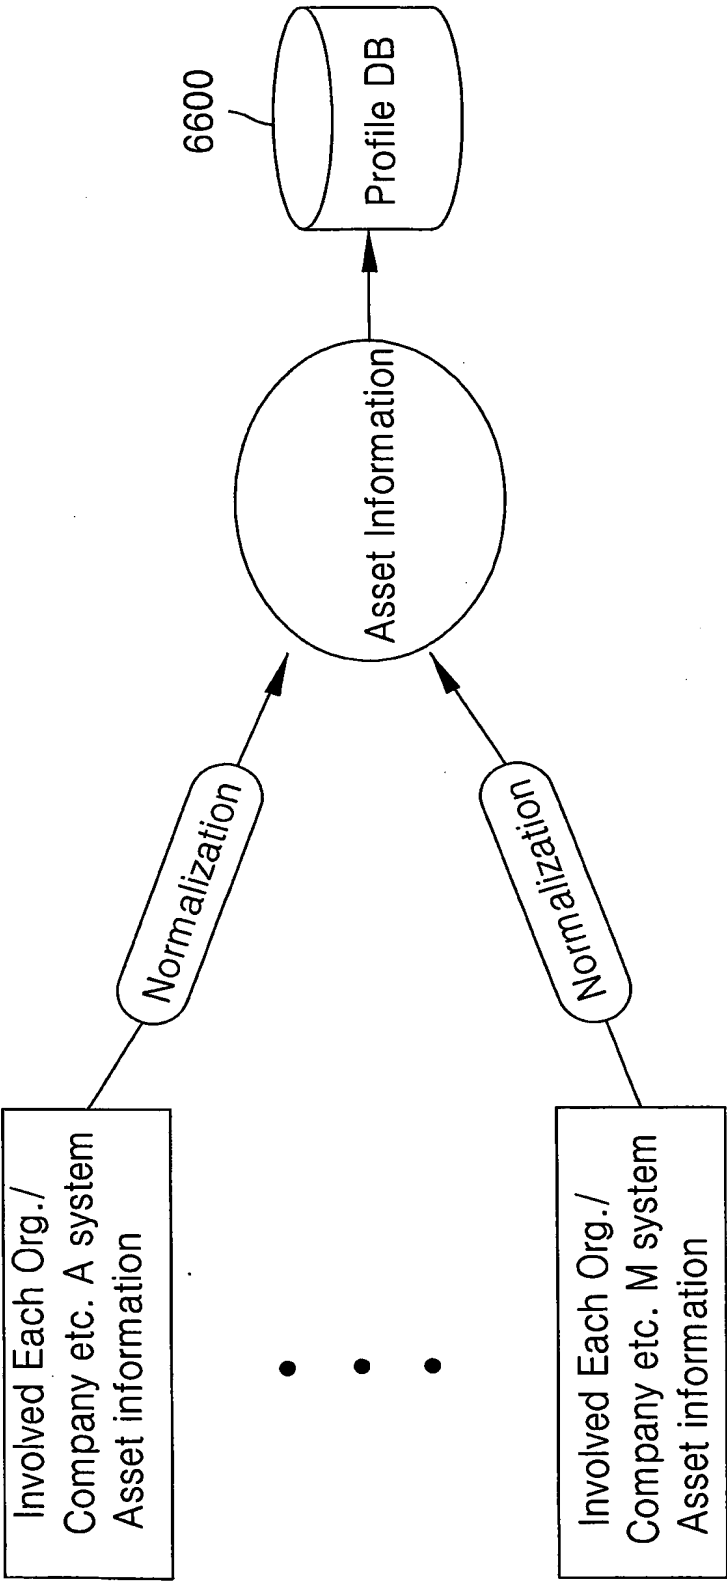 Involved Each Org./
Company etc. A system
Asset information
Normalization
Involved Each Org./
Company etc. M system
Asset information
Normalization
Asset Information
6600
Profile DB